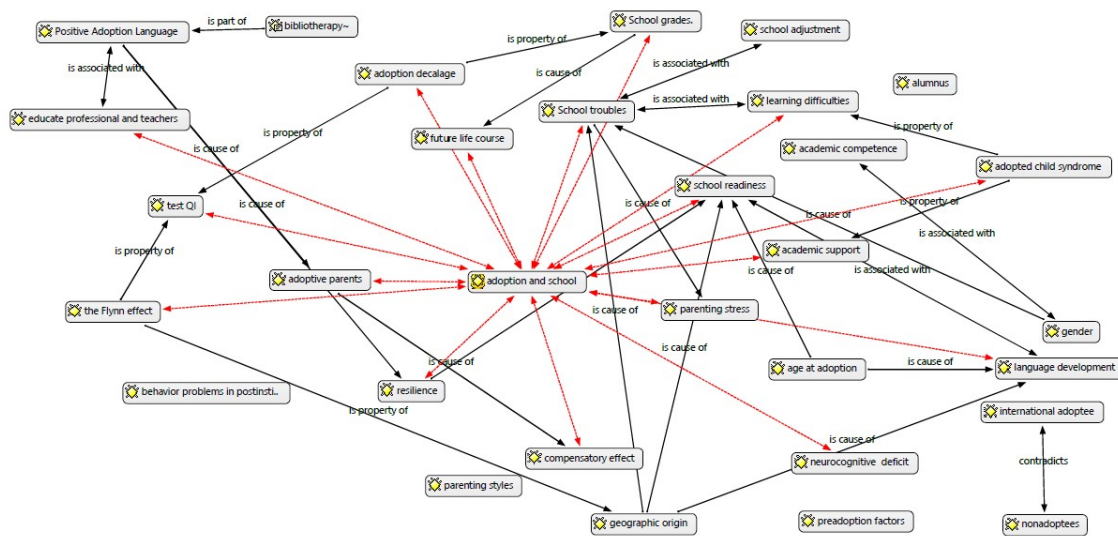 Positive Adoption Language
is part of
bibliotherapy~
School grades.
school adjustment
is property of
is associated with
adoption decalage
is cause of
is associated with
alumnus
educate professional and teachers
School troubles
is associated with
learning difficulties
is property of
future life course
is property of
academic competence
is cause of
adopted child syndrome
school readiness
test QI
is cause of
is cause of
is cause of
is property of
is associated with
is property of
academic support
is associated with
adoptive parents
adoption and school
is cause of
the Flynn effect
is cause of
parenting stress
gender
is cause of
age at adoption
is cause of
language development
behavior problems in postinsti..
resilience
is property of
international adoptee
is cause of
compensatory effect
neurocognitive deficit
contradicts
parenting styles
geographic origin
preadoption factors
nonadoptees